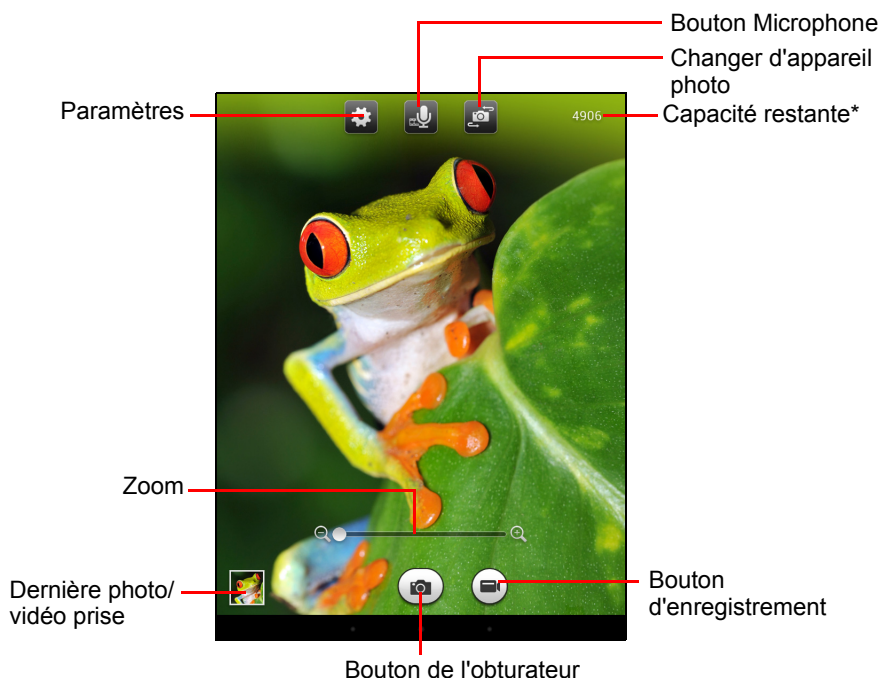 Bouton Microphone
Changer d'appareil
photo
Paramètres
4906
Capacité restante*
Zoom
Dernière photo/
vidéo prise
Bouton
d'enregistrement
Bouton de l'obturateur